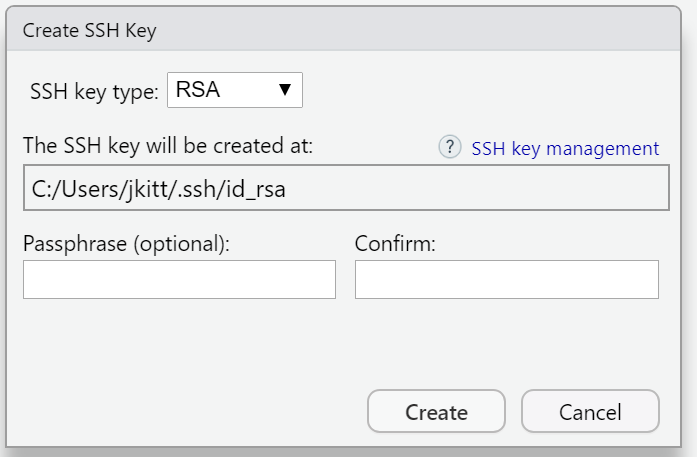 Create SSH Key
SSH key type: RSA ▼
The SSH key will be created at: ? SSH key management
C:/Users/jkitt/.ssh/id_rsa
Passphrase (optional): Confirm:
Create Cancel